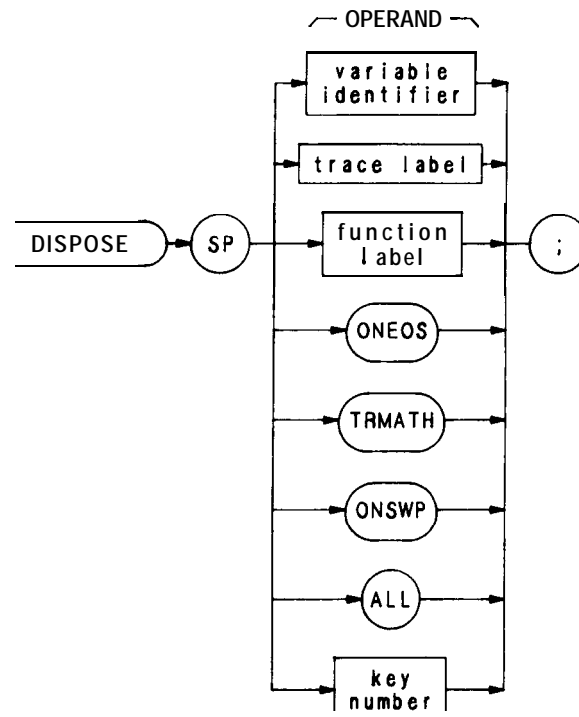 OPERAND
variable
identifier
trace label
DISPOSE
SP
function
label
;
ONEOS
TRMATH
ONSWP
ALL
key
number